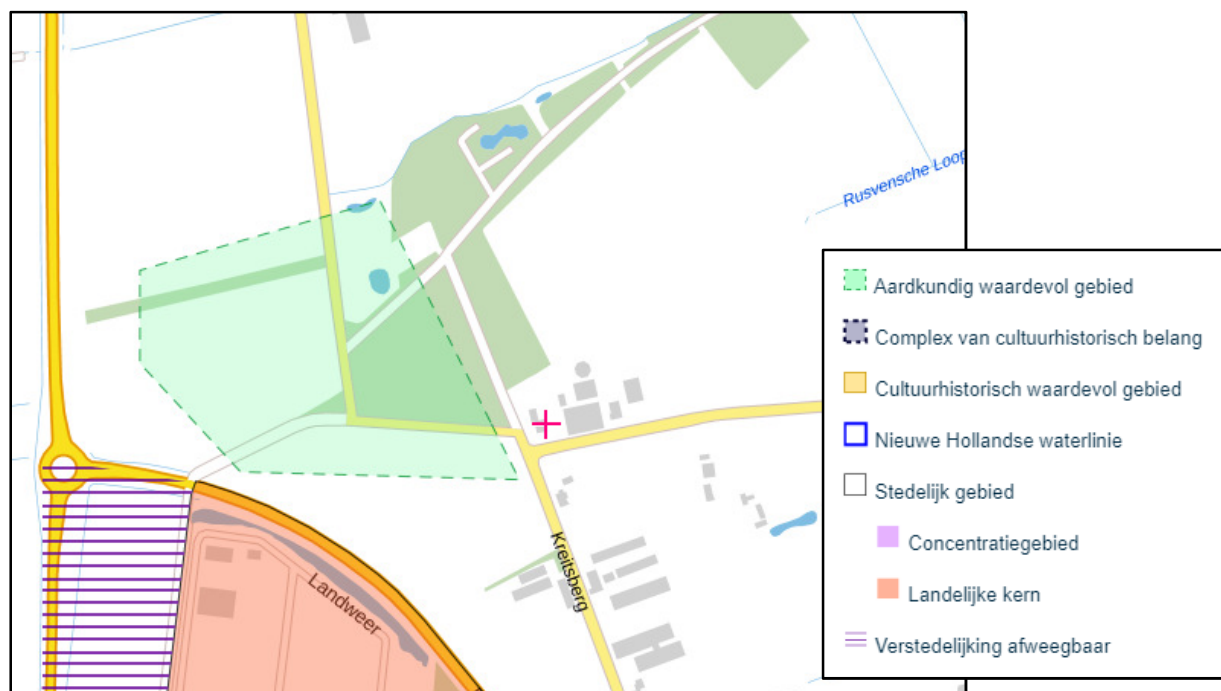 Rusvensche Loop
Kreitsberg
Landweer
Aardkundig waardevol gebied
Complex van cultuurhistorisch belang
Cultuurhistorisch waardevol gebied
Nieuwe Hollandse waterlinie
Stedelijk gebied
Concentratiegebied
Landelijke kern
Verstedelijking afweegbaar